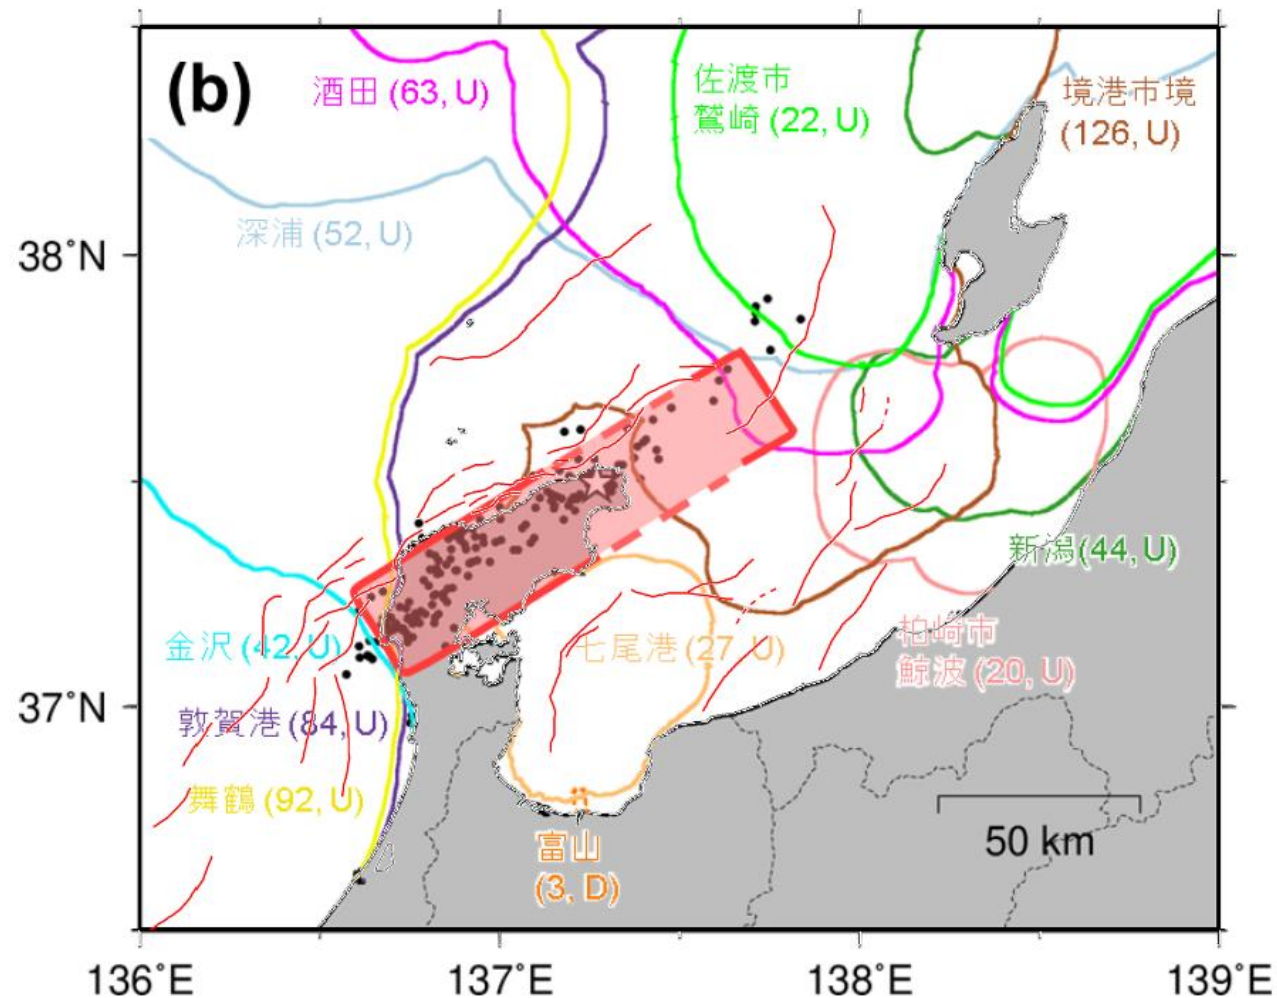 (b)
酒田 (63, U)
佐渡市
鷲崎 (22, U)
境港市境
(126, U)
深浦 (52, U)
38°N
新潟 (44, U)
金沢 (42, U)
七尾港 (27, U)
柏崎市
鯨波 (20, U)
37°N
敦賀港 (84, U)
舞鶴 (92, U)
50 km
富山
(3, D)
136°E
137°E
138°E
139°E